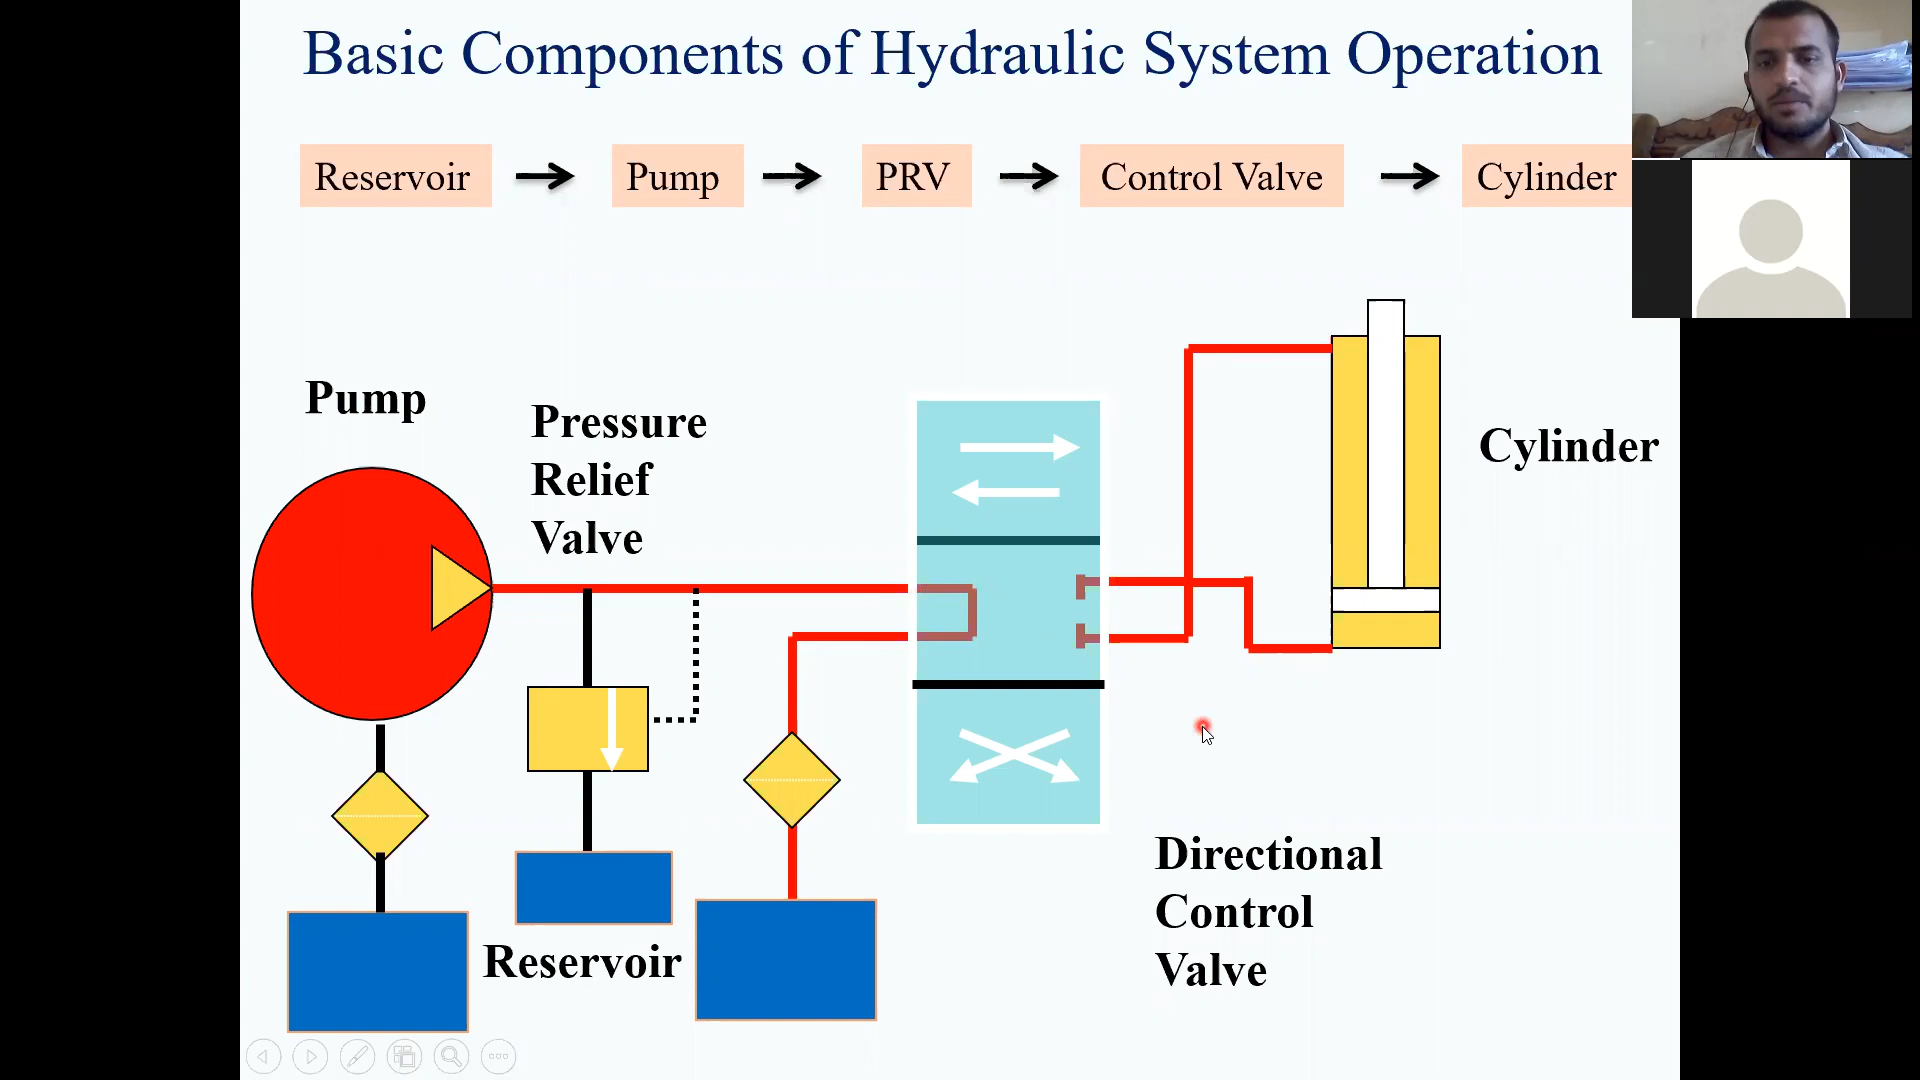 Basic Components of Hydraulic System Operation
Reservoir
Pump
PRV
Control Valve
Cylinder
Pump
Pressure
Relief
Valve
Cylinder
Reservoir
Directional
Control
Valve